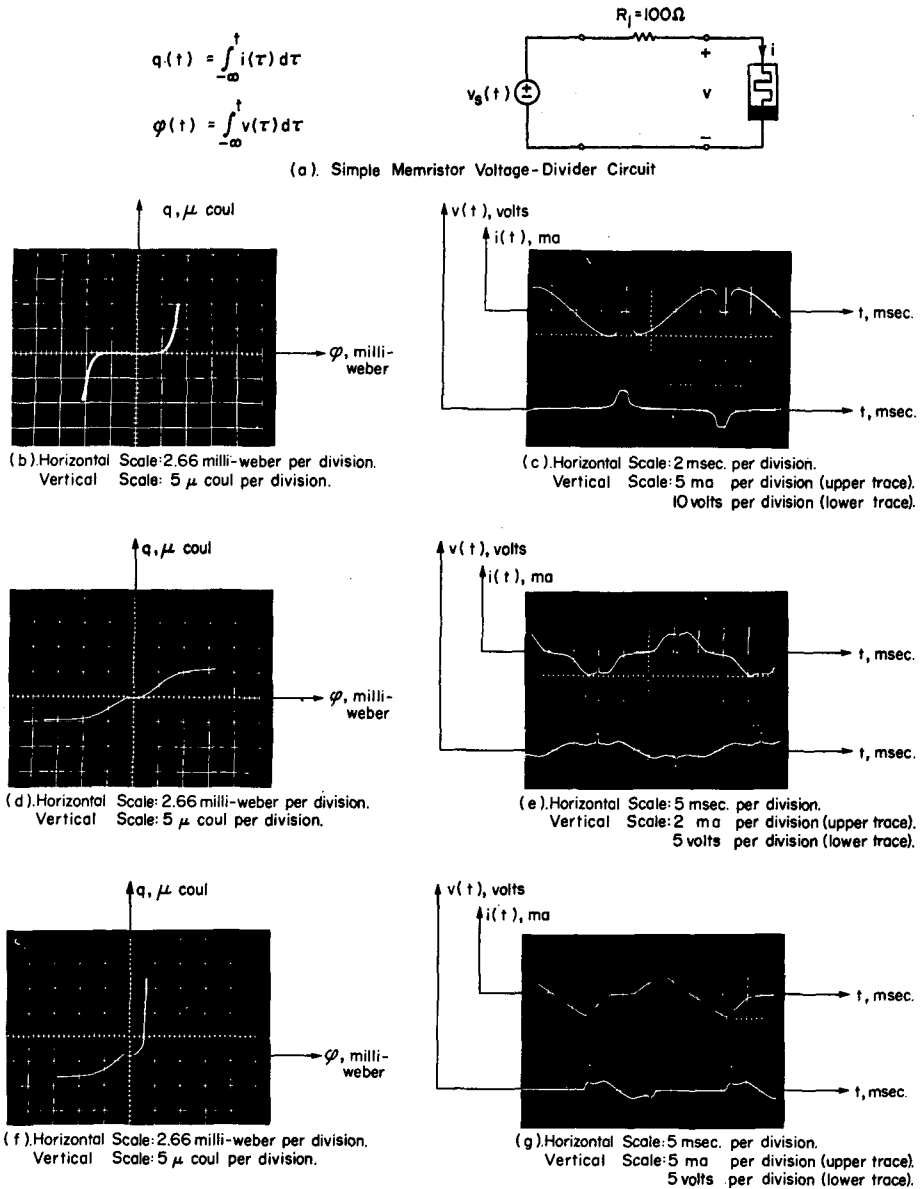 q(t) = ∫_{-∞}^{t} i(τ) dτ
φ(t) = ∫_{-∞}^{t} v(τ) dτ
R₁=100Ω
v_s(t)
+
v
−
i
(a). Simple Memristor Voltage-Divider Circuit
q, μ coul
φ, milli-
weber
(b).Horizontal Scale: 2.66 milli-weber per division.
Vertical Scale: 5 μ coul per division.
v(t), volts
i(t), ma
t, msec.
t, msec.
(c).Horizontal Scale: 2 msec. per division.
Vertical Scale: 5 ma per division (upper trace).
10 volts per division (lower trace).
q, μ coul
φ, milli-
weber
(d).Horizontal Scale: 2.66 milli-weber per division.
Vertical Scale: 5 μ coul per division.
v(t), volts
i(t), ma
t, msec.
t, msec.
(e).Horizontal Scale: 5 msec. per division.
Vertical Scale: 2 ma per division (upper trace).
5 volts per division (lower trace).
q, μ coul
φ, milli-
weber
(f).Horizontal Scale: 2.66 milli-weber per division.
Vertical Scale: 5 μ coul per division.
v(t), volts
i(t), ma
t, msec.
t, msec.
(g).Horizontal Scale: 5 msec. per division.
Vertical Scale: 5 ma per division (upper trace).
5 volts per division (lower trace).